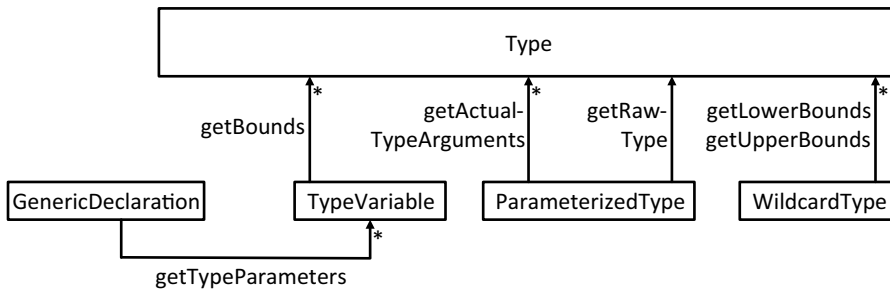 Type
*
*
*
getBounds
getActual-
TypeArguments
getRaw-
Type
getLowerBounds
getUpperBounds
GenericDeclaration
TypeVariable
ParameterizedType
WildcardType
*
getTypeParameters